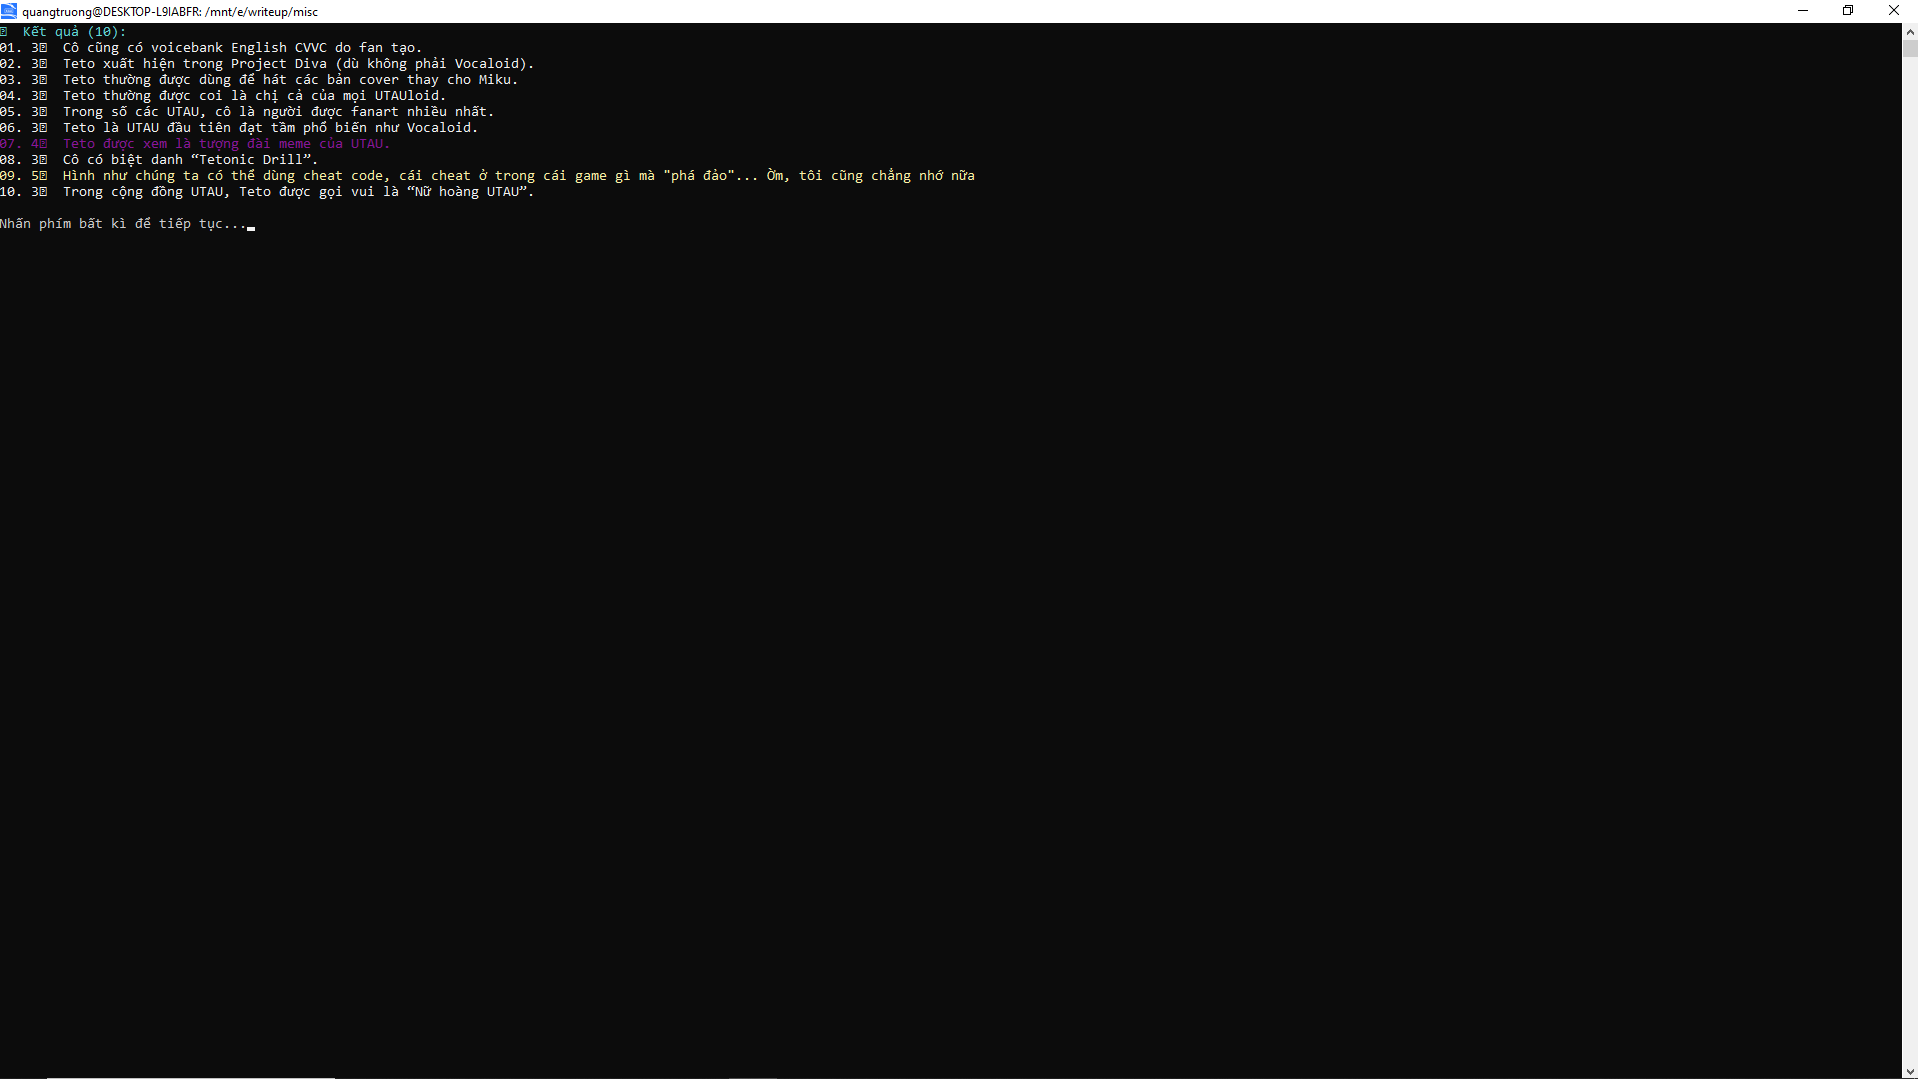 quangtruong@DESKTOP-L9IABFR: /mnt/e/writeup/misc
Kết quả (10):
01. 3 Cô cũng có voicebank English CVVC do fan tạo.
02. 3 Teto xuất hiện trong Project Diva (dù không phải Vocaloid).
03. 3 Teto thường được dùng để hát các bản cover thay cho Miku.
04. 3 Teto thường được coi là chị cả của mọi UTAUloid.
05. 3 Trong số các UTAU, cô là người được fanart nhiều nhất.
06. 3 Teto là UTAU đầu tiên đạt tầm phổ biến như Vocaloid.
07. 4 Teto được xem là tượng đài meme của UTAU.
08. 3 Cô có biệt danh “Tetonic Drill”.
09. 5 Hình như chúng ta có thể dùng cheat code, cái cheat ở trong cái game gì mà "phá đảo"... Ờm, tôi cũng chẳng nhớ nữa
10. 3 Trong cộng đồng UTAU, Teto được gọi vui là “Nữ hoàng UTAU”.
Nhấn phím bất kì để tiếp tục...